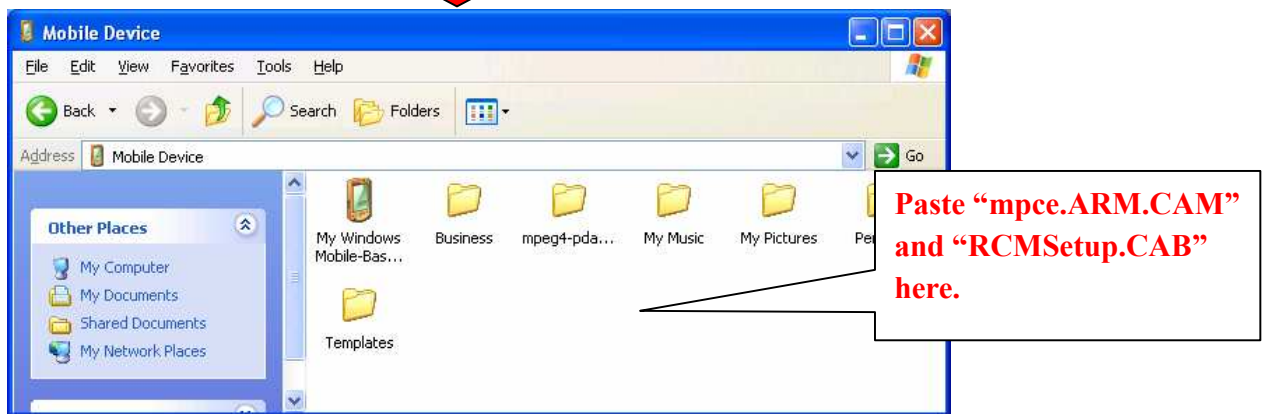 Mobile Device
File Edit View Favorites Tools Help
Back Search Folders
Address Mobile Device Go
Other Places
My Computer
My Documents
Shared Documents
My Network Places
My Windows
Mobile-Bas...
Business
mpeg4-pda...
My Music
My Pictures
Templates
Paste “mpce.ARM.CAM”
and “RCMSetup.CAB”
here.